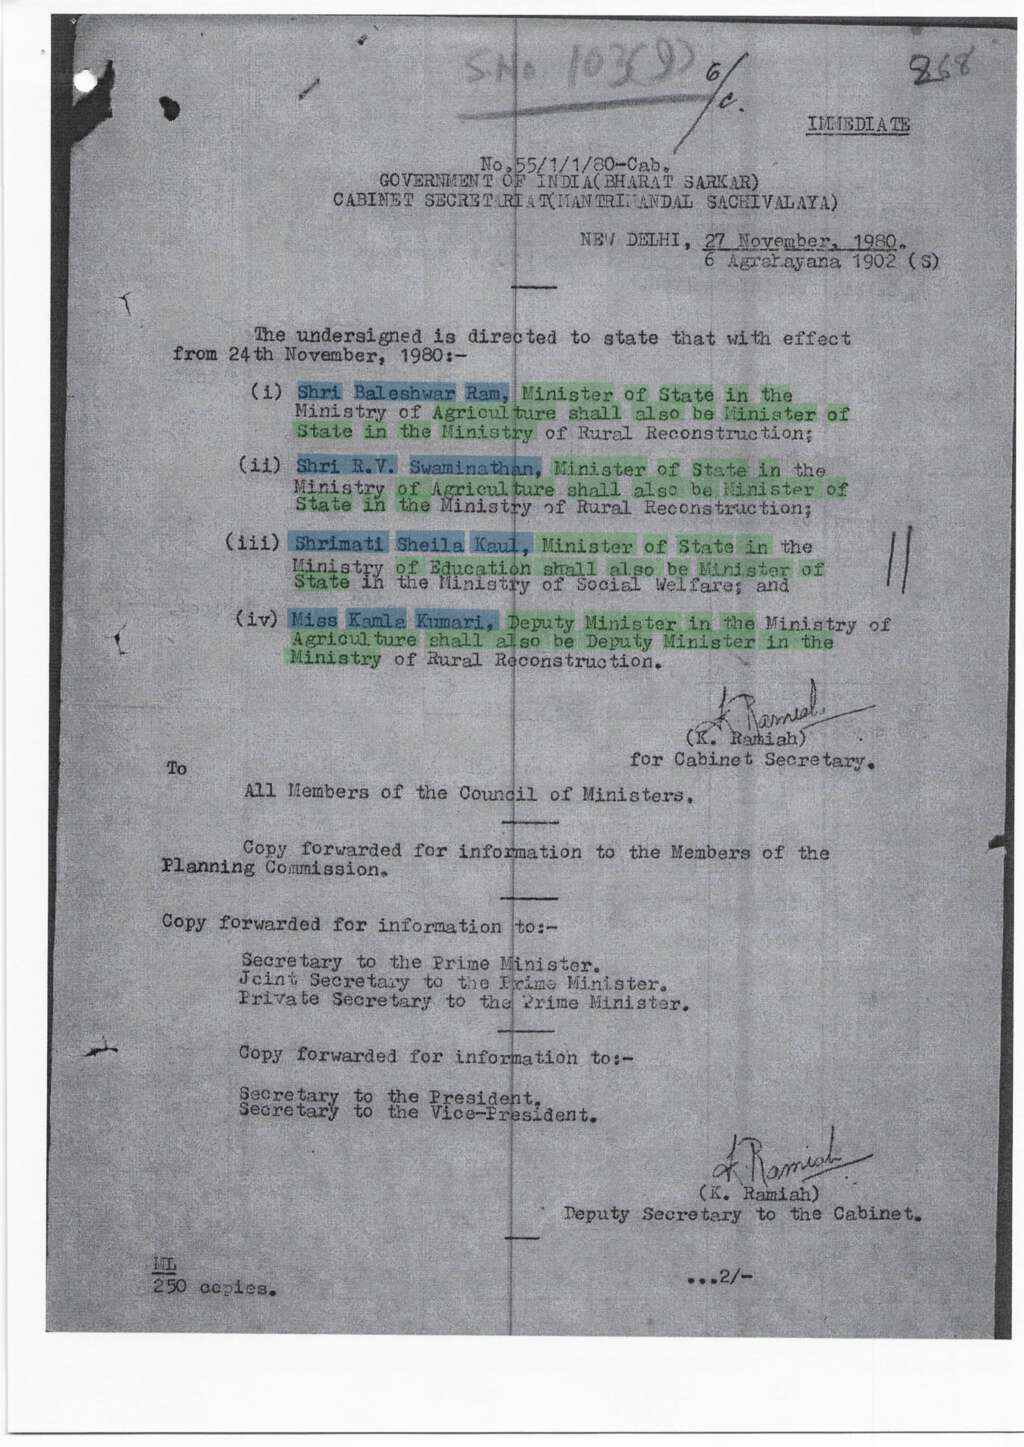 S.No. 103(9)
6/c.
868
IMMEDIATE
No.55/1/1/80-Cab.
GOVERNMENT OF INDIA(BHARAT SARKAR)
CABINET SECRETARIAT(MANTRIMANDAL SACHIVALAYA)
NEW DELHI, 27 November, 1980.
6 Agrahayana 1902 (S)
The undersigned is directed to state that with effect
from 24th November, 1980:-
(i) Shri Baleshwar Ram, Minister of State in the
Ministry of Agriculture shall also be Minister of
State in the Ministry of Rural Reconstruction;
(ii) Shri R.V. Swaminathan, Minister of State in the
Ministry of Agriculture shall also be Minister of
State in the Ministry of Rural Reconstruction;
(iii) Shrimati Sheila Kaul, Minister of State in the
Ministry of Education shall also be Minister of
State in the Ministry of Social Welfare; and
(iv) Miss Kamla Kumari, Deputy Minister in the Ministry of
Agriculture shall also be Deputy Minister in the
Ministry of Rural Reconstruction.
K Ramiah.
(K. Ramiah)
for Cabinet Secretary.
To
All Members of the Council of Ministers.
Copy forwarded for information to the Members of the
Planning Commission.
Copy forwarded for information to:-
Secretary to the Prime Minister.
Joint Secretary to the Prime Minister.
Private Secretary to the Prime Minister.
Copy forwarded for information to:-
Secretary to the President.
Secretary to the Vice-President.
K Ramiah
(K. Ramiah)
Deputy Secretary to the Cabinet.
ML
250 copies.
...2/-